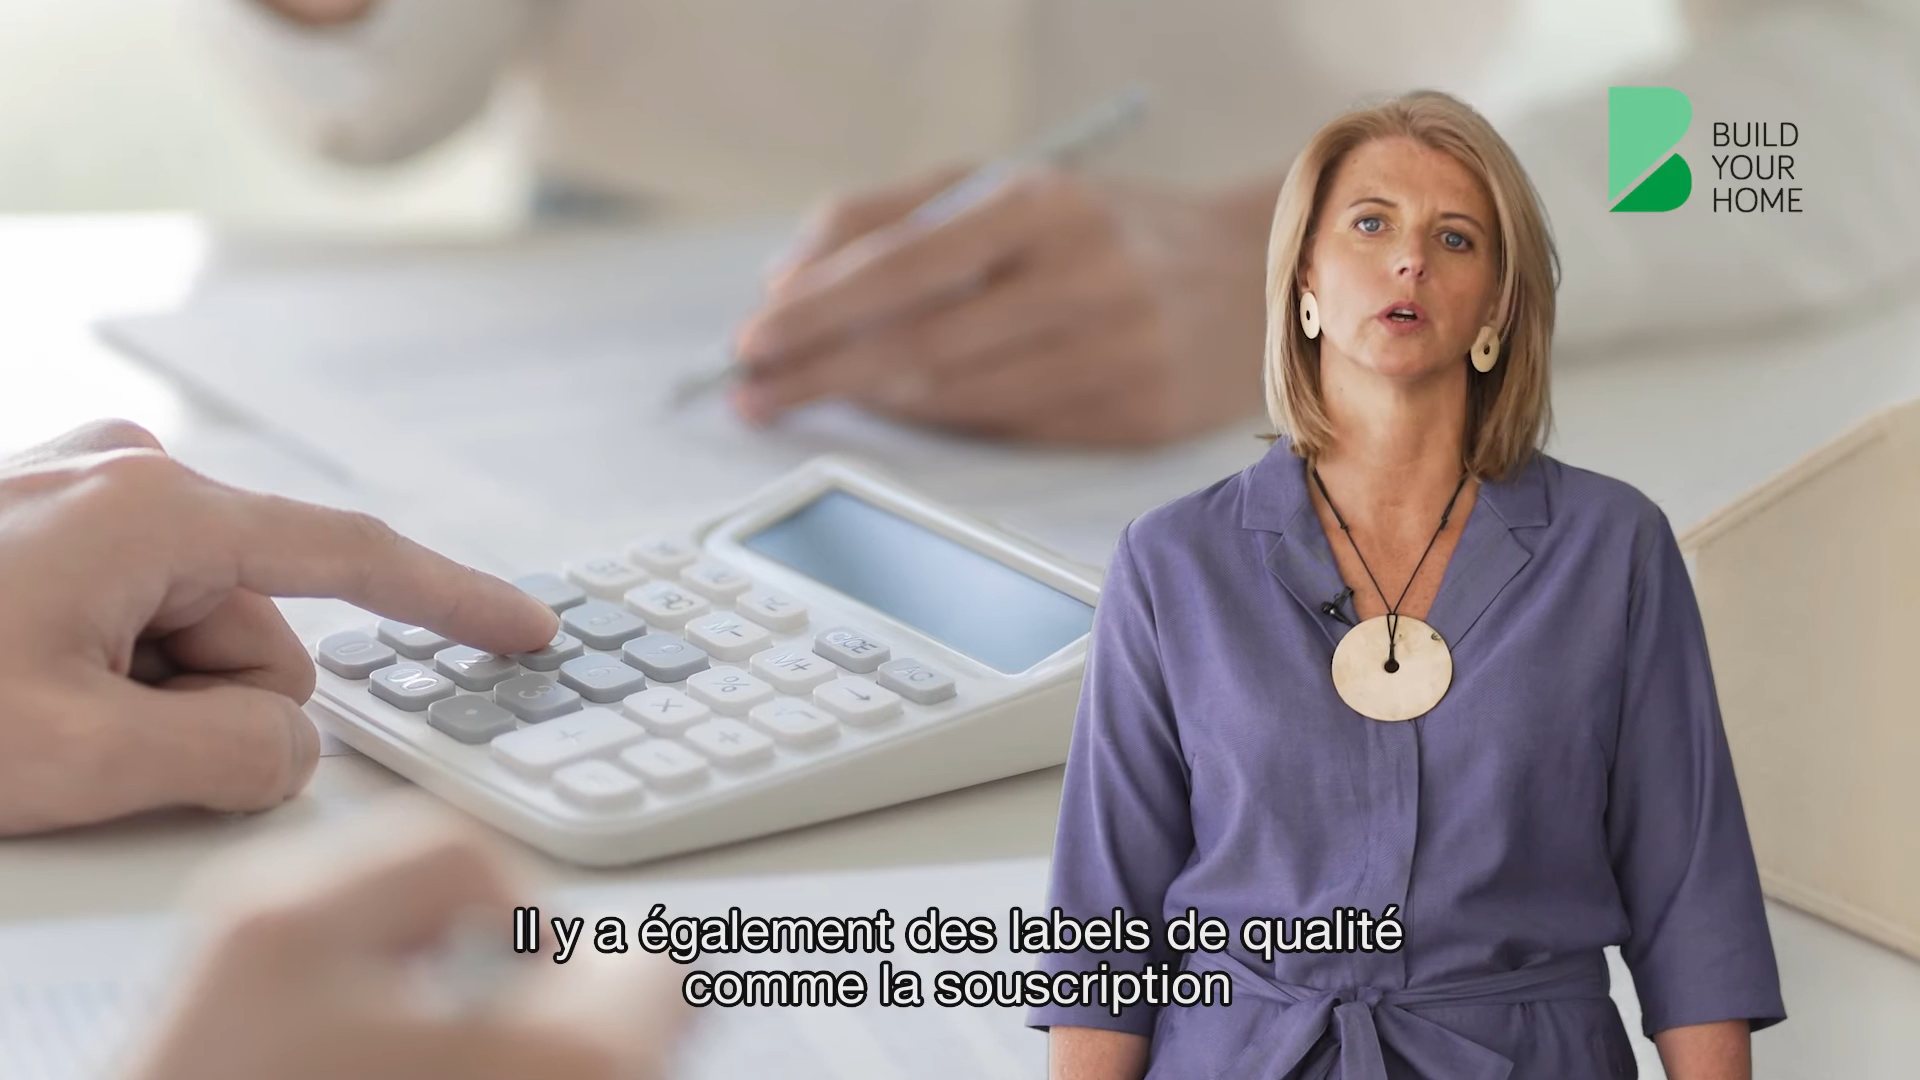 BUILD
YOUR
HOME
Il y a également des labels de qualité
comme la souscription